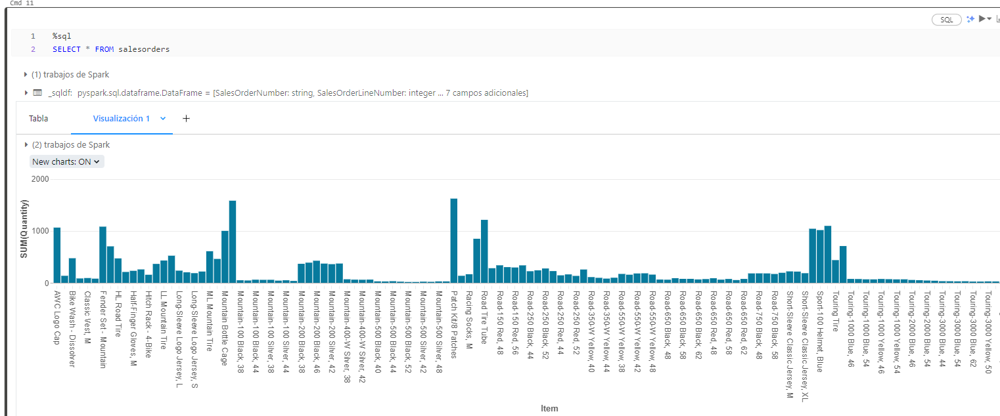 Cmd 11
SQL
1 %sql
2 SELECT * FROM salesorders
(1) trabajos de Spark
_sqldf: pyspark.sql.dataframe.DataFrame = [SalesOrderNumber: string, SalesOrderLineNumber: integer ... 7 campos adicionales]
Tabla
Visualización 1
+
(2) trabajos de Spark
New charts: ON
2000
1000
0
SUM(Quantity)
AWC Logo Cap
Bike Wash - Dissolver
Classic Vest, M
Fender Set - Mountain
HL Road Tire
Half-Finger Gloves, M
Hitch Rack - 4-Bike
LL Mountain Tire
Long-Sleeve Logo Jersey, L
Long-Sleeve Logo Jersey, S
ML Mountain Tire
Mountain Bottle Cage
Mountain-100 Black, 38
Mountain-100 Black, 44
Mountain-100 Silver, 38
Mountain-100 Silver, 44
Mountain-200 Black, 38
Mountain-200 Black, 46
Mountain-200 Silver, 42
Mountain-400-W Silver, 38
Mountain-400-W Silver, 42
Mountain-500 Black, 40
Mountain-500 Black, 44
Mountain-500 Black, 52
Mountain-500 Silver, 42
Mountain-500 Silver, 48
Patch Kit/8 Patches
Racing Socks, M
Road Tire Tube
Road-150 Red, 48
Road-150 Red, 56
Road-250 Black, 44
Road-250 Black, 52
Road-250 Red, 44
Road-250 Red, 52
Road-350-W Yellow, 40
Road-350-W Yellow, 44
Road-550-W Yellow, 38
Road-550-W Yellow, 42
Road-550-W Yellow, 48
Road-650 Black, 48
Road-650 Black, 58
Road-650 Black, 62
Road-650 Red, 48
Road-650 Red, 58
Road-650 Red, 62
Road-750 Black, 48
Road-750 Black, 58
Short-Sleeve Classic Jersey, M
Short-Sleeve Classic Jersey, XL
Sport-100 Helmet, Blue
Touring Tire
Touring-1000 Blue, 46
Touring-1000 Blue, 54
Touring-1000 Yellow, 46
Touring-1000 Yellow, 54
Touring-2000 Blue, 46
Touring-2000 Blue, 54
Touring-3000 Blue, 44
Touring-3000 Blue, 54
Touring-3000 Blue, 62
Touring-3000 Yellow, 50
Item